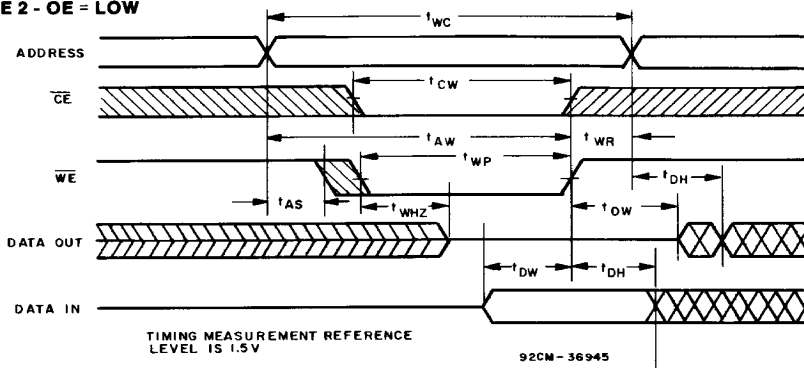 E 2 - OE = LOW
tWC
ADDRESS
tCW
CE
tAW
tWR
tWP
WE
tDH
tAS
tWHZ
tOW
DATA OUT
tDW
tDH
DATA IN
TIMING MEASUREMENT REFERENCE
LEVEL IS 1.5V
92CM-36945